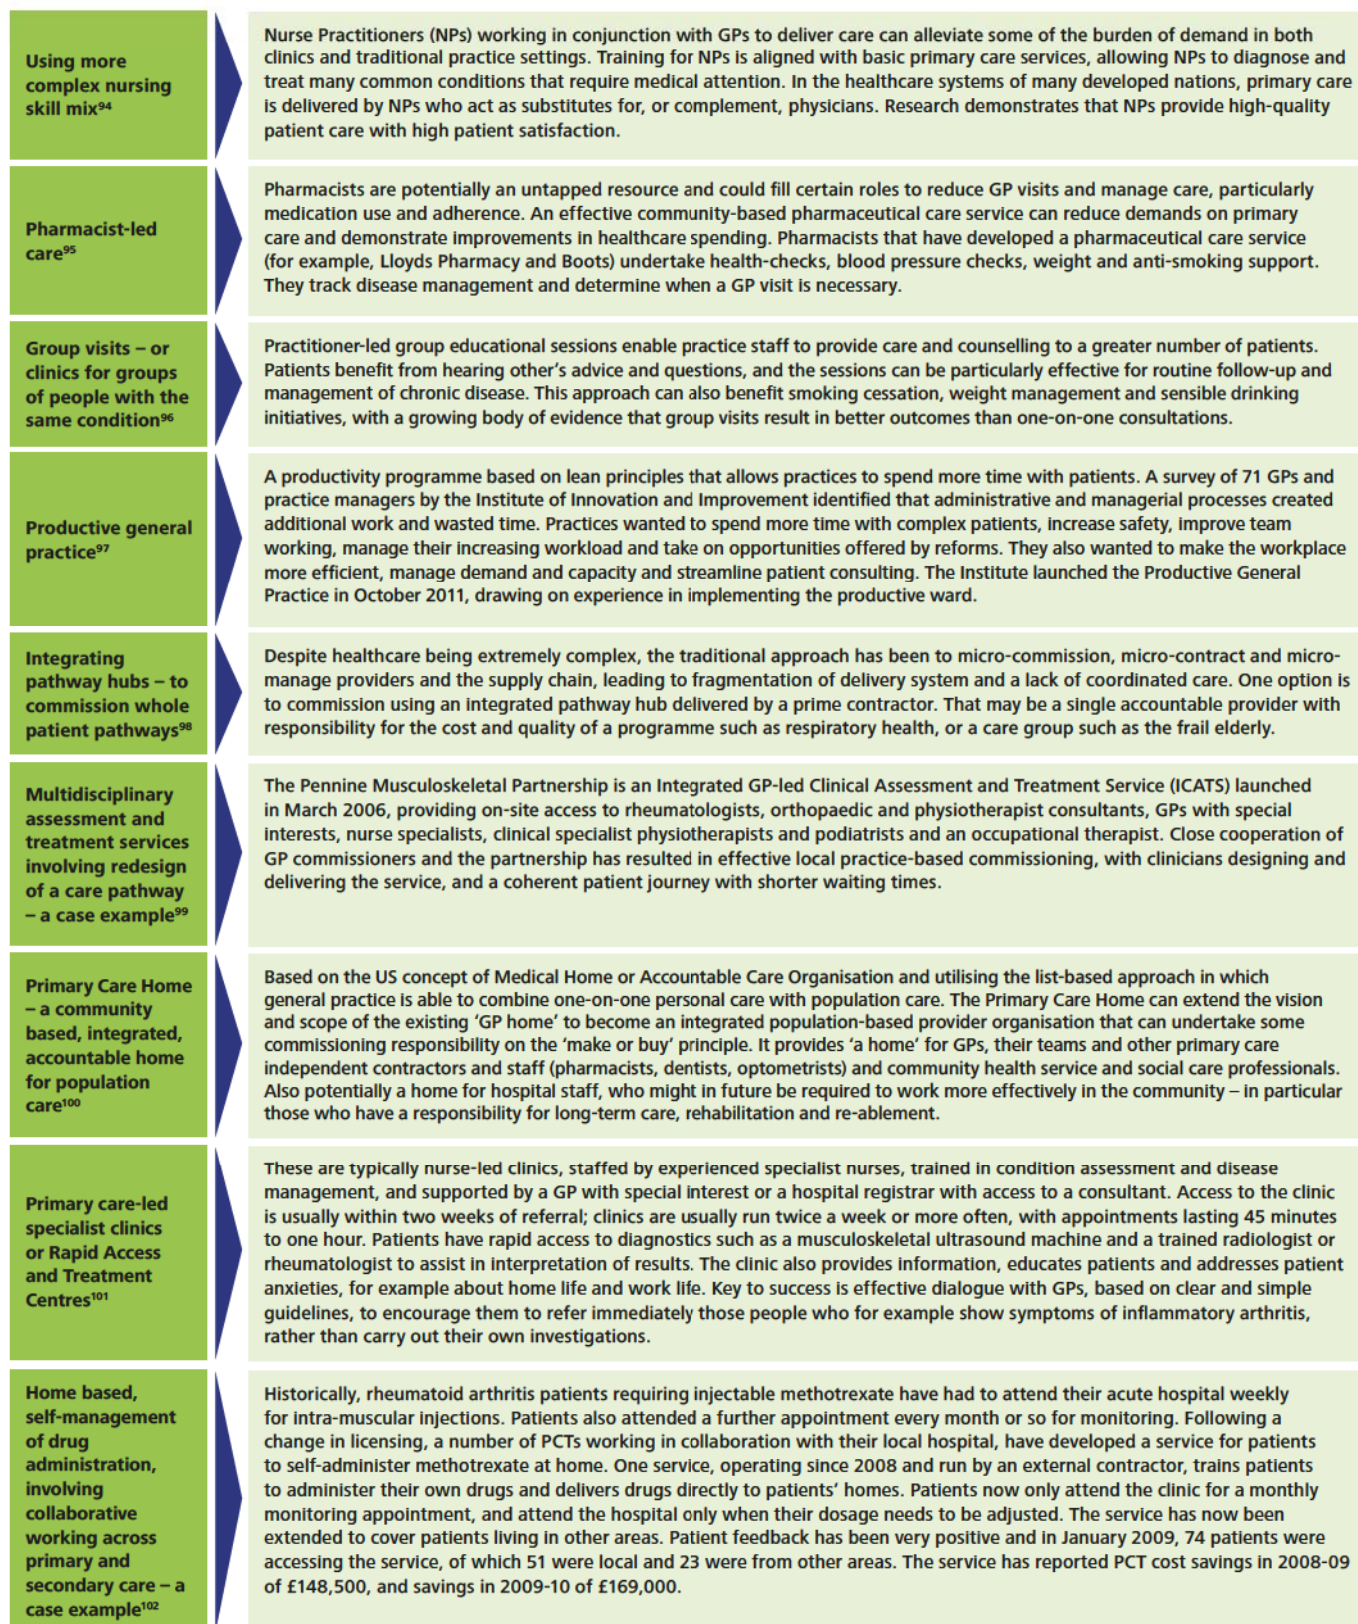 Using more
complex nursing
skill mix⁹⁴
Nurse Practitioners (NPs) working in conjunction with GPs to deliver care can alleviate some of the burden of demand in both
clinics and traditional practice settings. Training for NPs is aligned with basic primary care services, allowing NPs to diagnose and
treat many common conditions that require medical attention. In the healthcare systems of many developed nations, primary care
is delivered by NPs who act as substitutes for, or complement, physicians. Research demonstrates that NPs provide high-quality
patient care with high patient satisfaction.
Pharmacist-led
care⁹⁵
Pharmacists are potentially an untapped resource and could fill certain roles to reduce GP visits and manage care, particularly
medication use and adherence. An effective community-based pharmaceutical care service can reduce demands on primary
care and demonstrate improvements in healthcare spending. Pharmacists that have developed a pharmaceutical care service
(for example, Lloyds Pharmacy and Boots) undertake health-checks, blood pressure checks, weight and anti-smoking support.
They track disease management and determine when a GP visit is necessary.
Group visits – or
clinics for groups
of people with the
same condition⁹⁶
Practitioner-led group educational sessions enable practice staff to provide care and counselling to a greater number of patients.
Patients benefit from hearing other's advice and questions, and the sessions can be particularly effective for routine follow-up and
management of chronic disease. This approach can also benefit smoking cessation, weight management and sensible drinking
initiatives, with a growing body of evidence that group visits result in better outcomes than one-on-one consultations.
Productive general
practice⁹⁷
A productivity programme based on lean principles that allows practices to spend more time with patients. A survey of 71 GPs and
practice managers by the Institute of Innovation and Improvement identified that administrative and managerial processes created
additional work and wasted time. Practices wanted to spend more time with complex patients, increase safety, improve team
working, manage their increasing workload and take on opportunities offered by reforms. They also wanted to make the workplace
more efficient, manage demand and capacity and streamline patient consulting. The Institute launched the Productive General
Practice in October 2011, drawing on experience in implementing the productive ward.
Integrating
pathway hubs – to
commission whole
patient pathways⁹⁸
Despite healthcare being extremely complex, the traditional approach has been to micro-commission, micro-contract and micro-
manage providers and the supply chain, leading to fragmentation of delivery system and a lack of coordinated care. One option is
to commission using an integrated pathway hub delivered by a prime contractor. That may be a single accountable provider with
responsibility for the cost and quality of a programme such as respiratory health, or a care group such as the frail elderly.
Multidisciplinary
assessment and
treatment services
involving redesign
of a care pathway
– a case example⁹⁹
The Pennine Musculoskeletal Partnership is an Integrated GP-led Clinical Assessment and Treatment Service (ICATS) launched
in March 2006, providing on-site access to rheumatologists, orthopaedic and physiotherapist consultants, GPs with special
interests, nurse specialists, clinical specialist physiotherapists and podiatrists and an occupational therapist. Close cooperation of
GP commissioners and the partnership has resulted in effective local practice-based commissioning, with clinicians designing and
delivering the service, and a coherent patient journey with shorter waiting times.
Primary Care Home
– a community
based, integrated,
accountable home
for population
care¹⁰⁰
Based on the US concept of Medical Home or Accountable Care Organisation and utilising the list-based approach in which
general practice is able to combine one-on-one personal care with population care. The Primary Care Home can extend the vision
and scope of the existing 'GP home' to become an integrated population-based provider organisation that can undertake some
commissioning responsibility on the 'make or buy' principle. It provides 'a home' for GPs, their teams and other primary care
independent contractors and staff (pharmacists, dentists, optometrists) and community health service and social care professionals.
Also potentially a home for hospital staff, who might in future be required to work more effectively in the community – in particular
those who have a responsibility for long-term care, rehabilitation and re-ablement.
Primary care-led
specialist clinics
or Rapid Access
and Treatment
Centres¹⁰¹
These are typically nurse-led clinics, staffed by experienced specialist nurses, trained in condition assessment and disease
management, and supported by a GP with special interest or a hospital registrar with access to a consultant. Access to the clinic
is usually within two weeks of referral; clinics are usually run twice a week or more often, with appointments lasting 45 minutes
to one hour. Patients have rapid access to diagnostics such as a musculoskeletal ultrasound machine and a trained radiologist or
rheumatologist to assist in interpretation of results. The clinic also provides information, educates patients and addresses patient
anxieties, for example about home life and work life. Key to success is effective dialogue with GPs, based on clear and simple
guidelines, to encourage them to refer immediately those people who for example show symptoms of inflammatory arthritis,
rather than carry out their own investigations.
Home based,
self-management
of drug
administration,
involving
collaborative
working across
primary and
secondary care – a
case example¹⁰²
Historically, rheumatoid arthritis patients requiring injectable methotrexate have had to attend their acute hospital weekly
for intra-muscular injections. Patients also attended a further appointment every month or so for monitoring. Following a
change in licensing, a number of PCTs working in collaboration with their local hospital, have developed a service for patients
to self-administer methotrexate at home. One service, operating since 2008 and run by an external contractor, trains patients
to administer their own drugs and delivers drugs directly to patients' homes. Patients now only attend the clinic for a monthly
monitoring appointment, and attend the hospital only when their dosage needs to be adjusted. The service has now been
extended to cover patients living in other areas. Patient feedback has been very positive and in January 2009, 74 patients were
accessing the service, of which 51 were local and 23 were from other areas. The service has reported PCT cost savings in 2008-09
of £148,500, and savings in 2009-10 of £169,000.